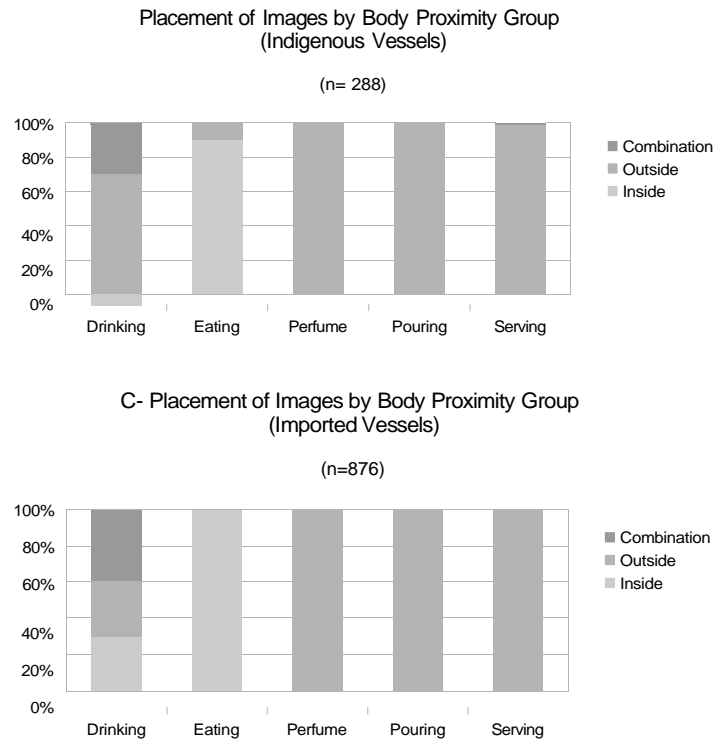 Placement of Images by Body Proximity Group
(Indigenous Vessels)
(n= 288)
100%
80%
60%
40%
20%
0%
Drinking Eating Perfume Pouring Serving
Combination
Outside
Inside
C- Placement of Images by Body Proximity Group
(Imported Vessels)
(n=876)
100%
80%
60%
40%
20%
0%
Drinking Eating Perfume Pouring Serving
Combination
Outside
Inside